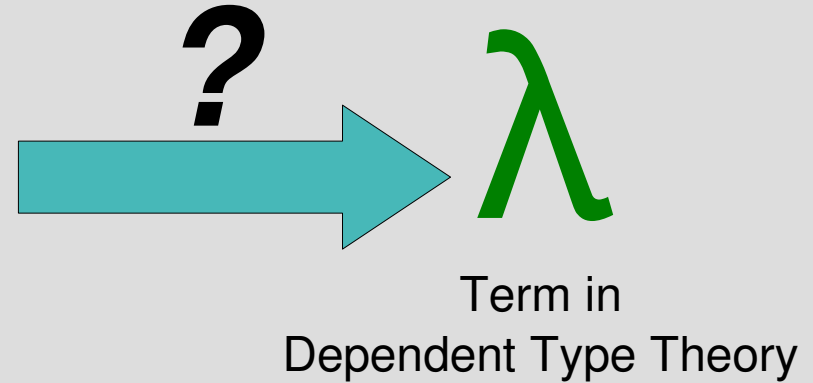 ?
λ
Term in
Dependent Type Theory